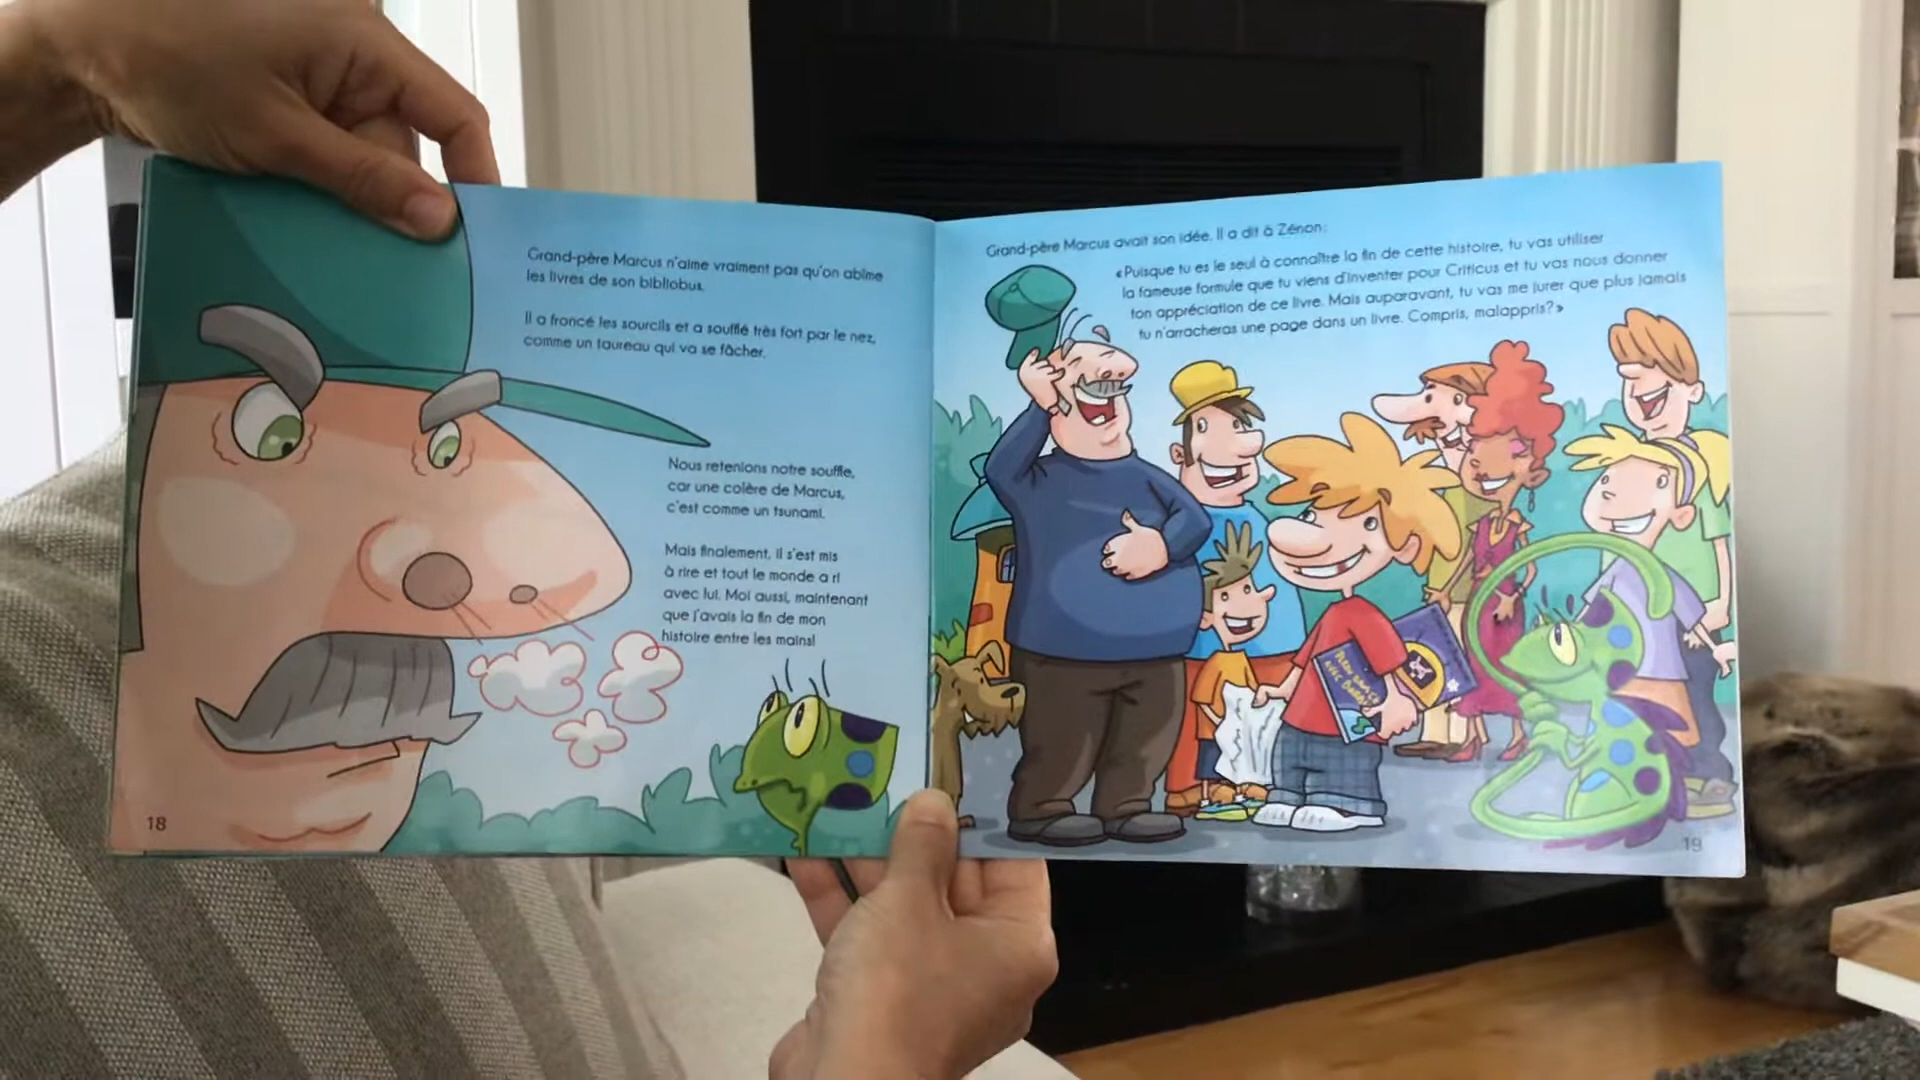 Grand-père Marcus n'aime vraiment pas qu'on abîme
les livres de son bibliobus.
Il a froncé les sourcils et a soufflé très fort par le nez,
comme un taureau qui va se fâcher.
Nous retenions notre souffle,
car une colère de Marcus,
c'est comme un tsunami.
Mais finalement, il s'est mis
à rire et tout le monde a ri
avec lui. Moi aussi, maintenant
que j'avais la fin de mon
histoire entre les mains!
18
Grand-père Marcus avait son idée. Il a dit à Zénon:
«Puisque tu es le seul à connaître la fin de cette histoire, tu vas utiliser
la fameuse formule que tu viens d'inventer pour Criticus et tu vas nous donner
ton appréciation de ce livre. Mais auparavant, tu vas me jurer que plus jamais
tu n'arracheras une page dans un livre. Compris, malappris?»
AVEC
19